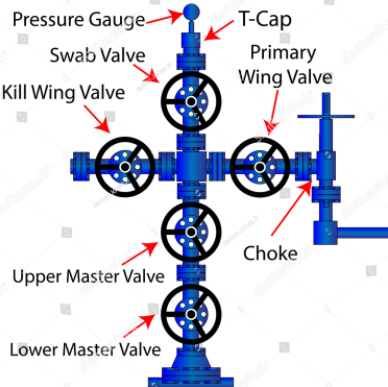 Pressure Gauge
T-Cap
Swab Valve
Primary
Wing Valve
Kill Wing Valve
Choke
Upper Master Valve
Lower Master Valve